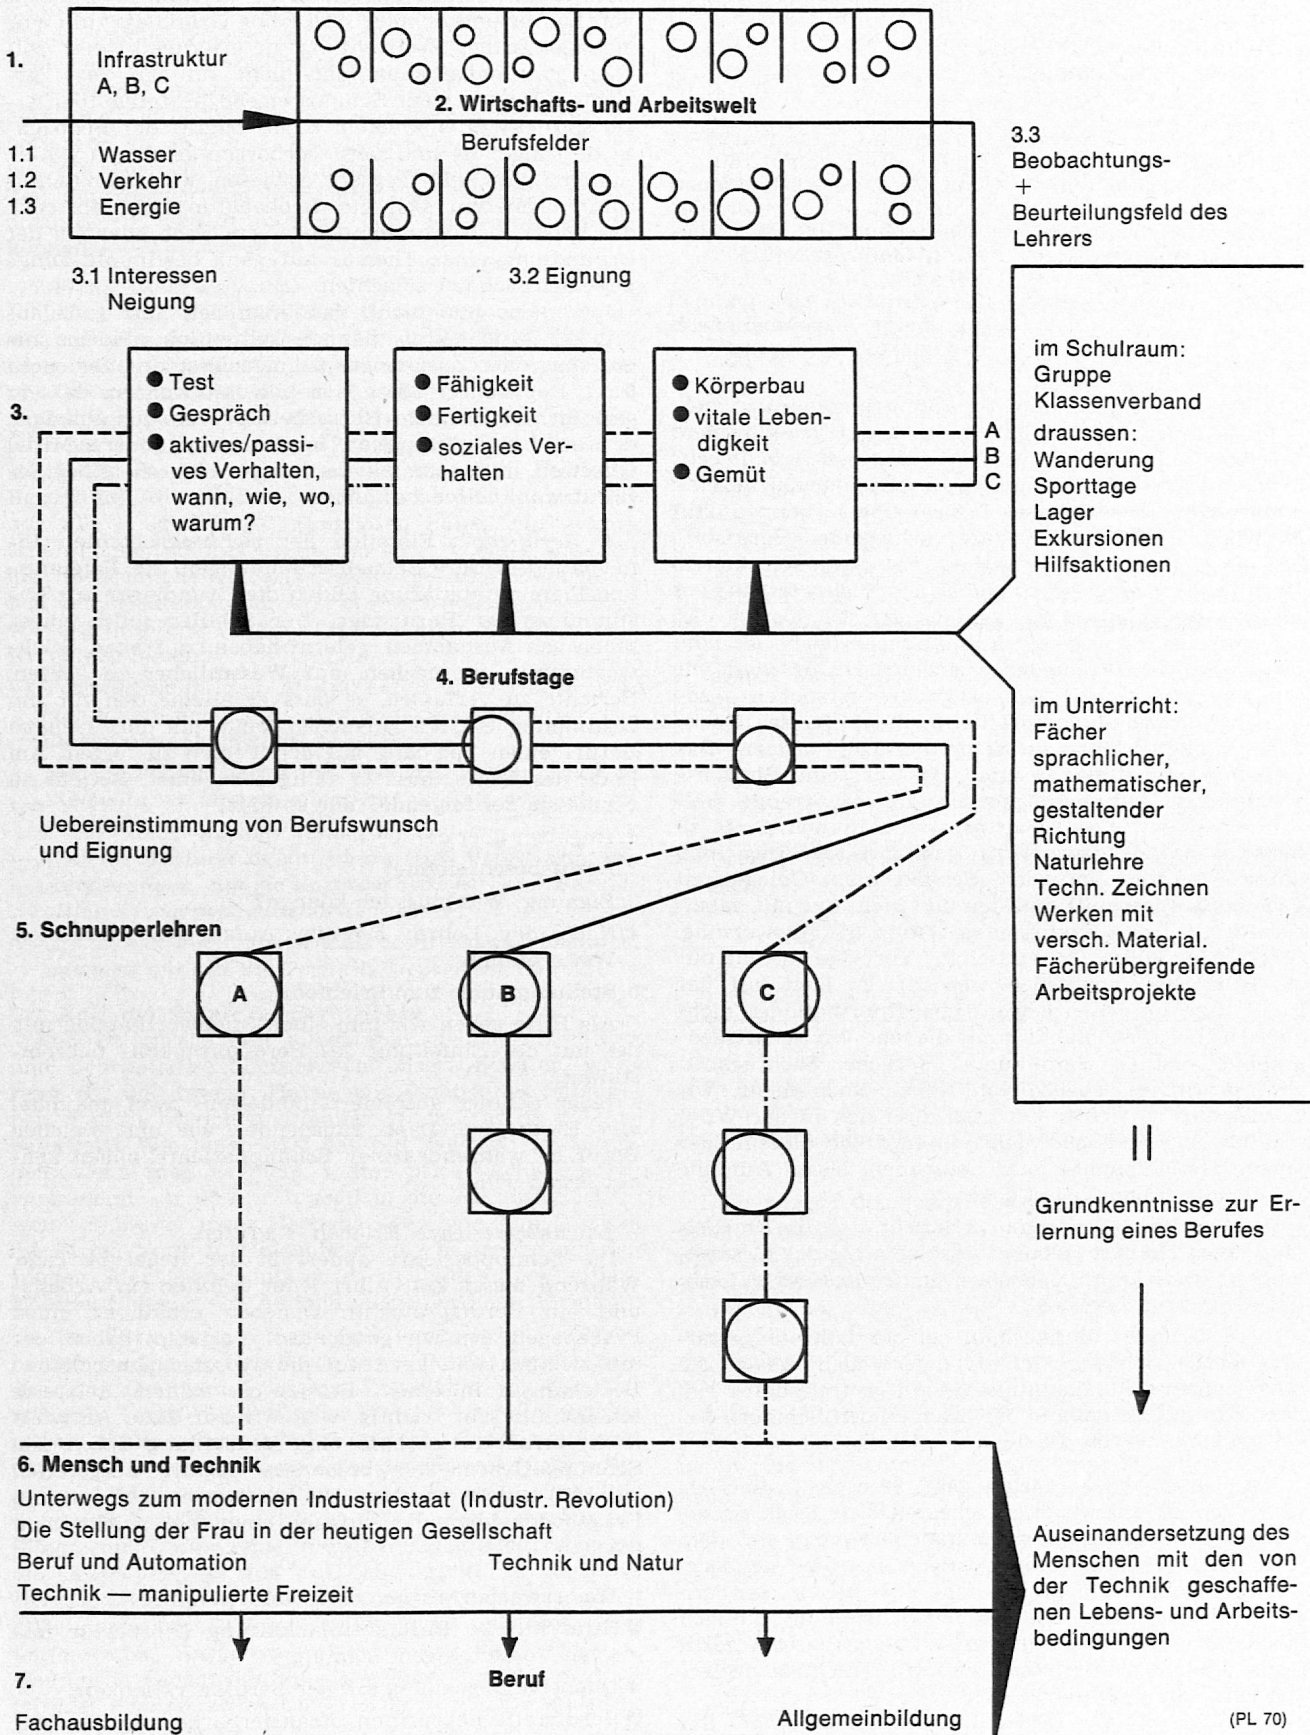 1. Infrastruktur
A, B, C
2. Wirtschafts- und Arbeitswelt
Berufsfelder
1.1 Wasser
1.2 Verkehr
1.3 Energie
3.3
Beobachtungs-
+
Beurteilungsfeld des
Lehrers
3.1 Interessen
Neigung
3.2 Eignung
3.
● Test
● Gespräch
● aktives/passi-
ves Verhalten,
wann, wie, wo,
warum?
● Fähigkeit
● Fertigkeit
● soziales Ver-
halten
● Körperbau
● vitale Leben-
digkeit
● Gemüt
A
B
C
im Schulraum:
Gruppe
Klassenverband
draussen:
Wanderung
Sporttage
Lager
Exkursionen
Hilfsaktionen
4. Berufstage
im Unterricht:
Fächer
sprachlicher,
mathematischer,
gestaltender
Richtung
Naturlehre
Techn. Zeichnen
Werken mit
versch. Material.
Fächerübergreifende
Arbeitsprojekte
Uebereinstimmung von Berufswunsch
und Eignung
5. Schnupperlehren
A
B
C
Grundkenntnisse zur Er-
lernung eines Berufes
6. Mensch und Technik
Unterwegs zum modernen Industriestaat (Industr. Revolution)
Die Stellung der Frau in der heutigen Gesellschaft
Beruf und Automation Technik und Natur
Technik — manipulierte Freizeit
Auseinandersetzung des
Menschen mit den von
der Technik geschaffe-
nen Lebens- und Arbeits-
bedingungen
7. Beruf
Fachausbildung Allgemeinbildung (PL 70)